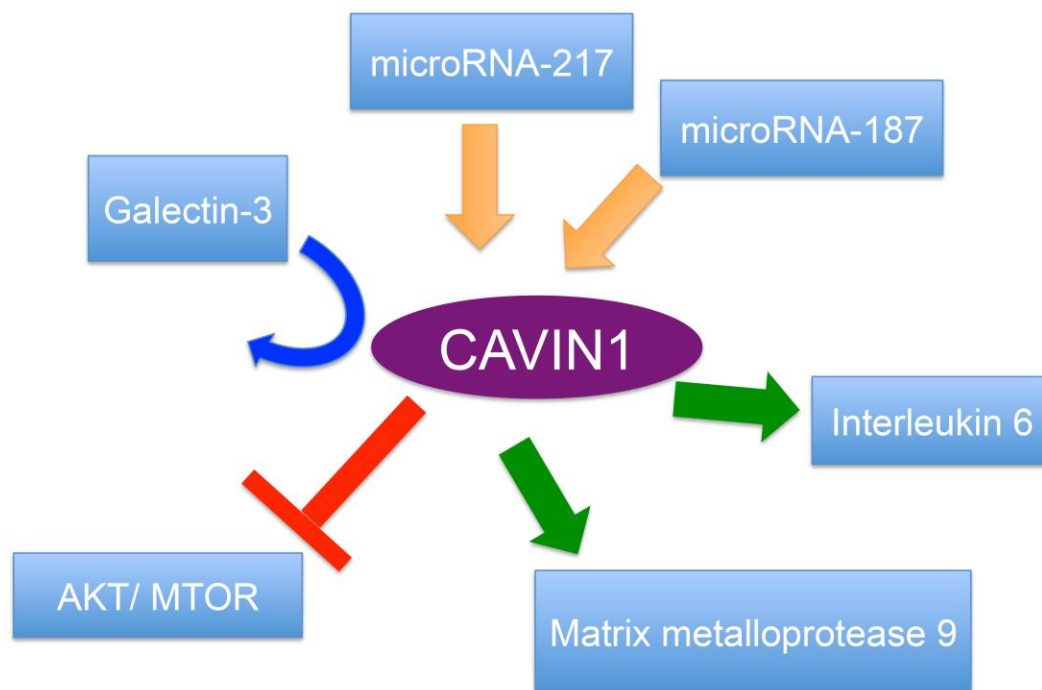 microRNA-217
microRNA-187
Galectin-3
CAVIN1
Interleukin 6
AKT/ MTOR
Matrix metalloprotease 9